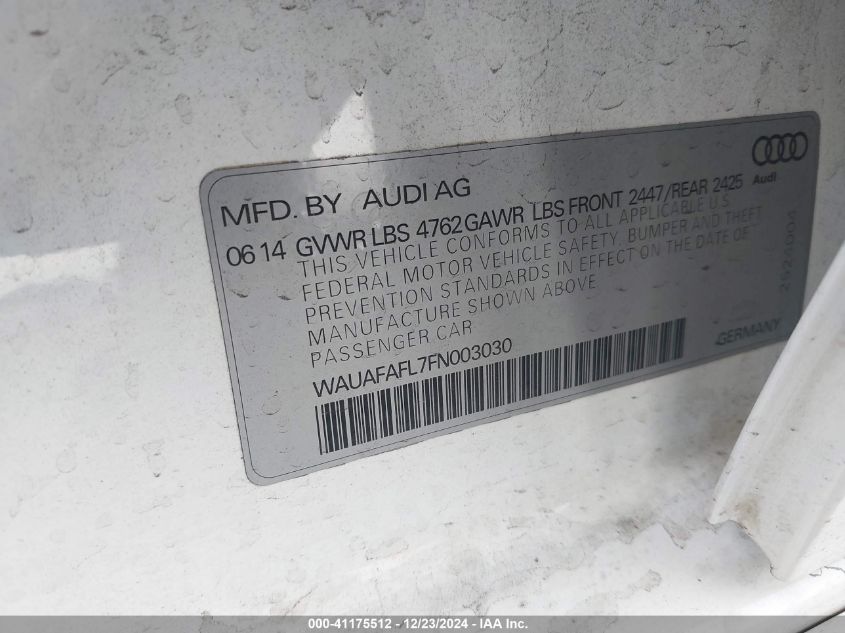 MFD. BY AUDI AG
Audi
06 14 GVWR LBS 4762 GAWR LBS FRONT 2447/REAR 2425
THIS VEHICLE CONFORMS TO ALL APPLICABLE U.S
FEDERAL MOTOR VEHICLE SAFETY, BUMPER AND THEFT
PREVENTION STANDARDS IN EFFECT ON THE DATE OF
MANUFACTURE SHOWN ABOVE
PASSENGER CAR
WAUAFAFL7FN003030
GERMANY
000-41175512 - 12/23/2024 - IAA Inc.